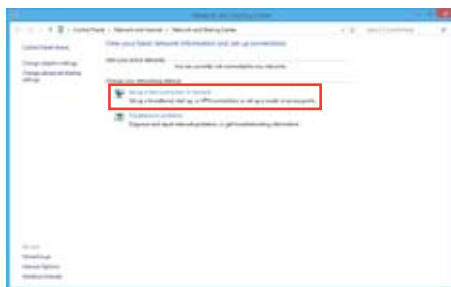 Network and Sharing Center
Control Panel › Network and Internet › Network and Sharing Center
Control Panel Home
View your basic network information and set up connections
View your active networks
You are currently not connected to any networks.
Change adapter settings
Change advanced sharing settings
Change your networking settings
Set up a new connection or network
Set up a broadband, dial-up, or VPN connection; or set up a router or access point.
Troubleshoot problems
Diagnose and repair network problems, or get troubleshooting information.
See also
HomeGroup
Internet Options
Windows Firewall